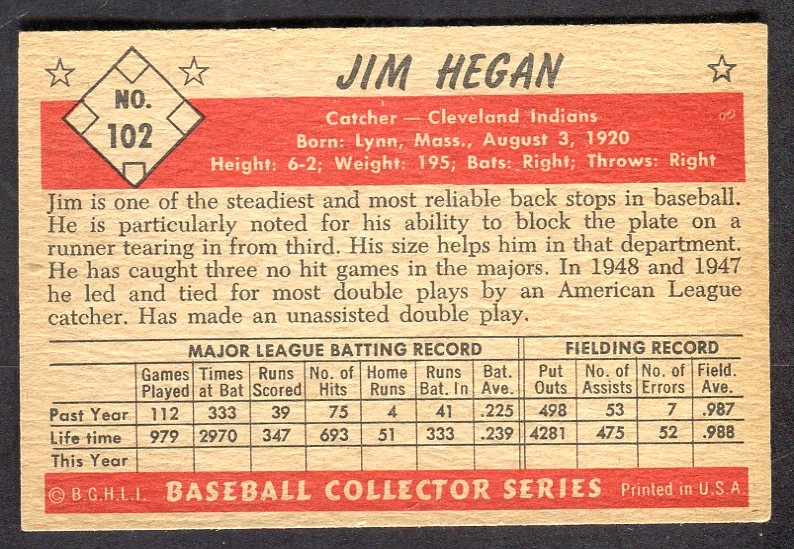 JIM HEGAN
NO.
102
Catcher — Cleveland Indians
Born: Lynn, Mass., August 3, 1920
Height: 6-2; Weight: 195; Bats: Right; Throws: Right
Jim is one of the steadiest and most reliable back stops in baseball.
He is particularly noted for his ability to block the plate on a
runner tearing in from third. His size helps him in that department.
He has caught three no hit games in the majors. In 1948 and 1947
he led and tied for most double plays by an American League
catcher. Has made an unassisted double play.
MAJOR LEAGUE BATTING RECORD FIELDING RECORD
Games Times Runs No. of Home Runs Bat. Put No. of No. of Field.
Played at Bat Scored Hits Runs Bat. In Ave. Outs Assists Errors Ave.
Past Year 112 333 39 75 4 41 .225 498 53 7 .987
Life time 979 2970 347 693 51 333 .239 4281 475 52 .988
This Year
© B.G.H.L.I. BASEBALL COLLECTOR SERIES Printed in U.S.A.